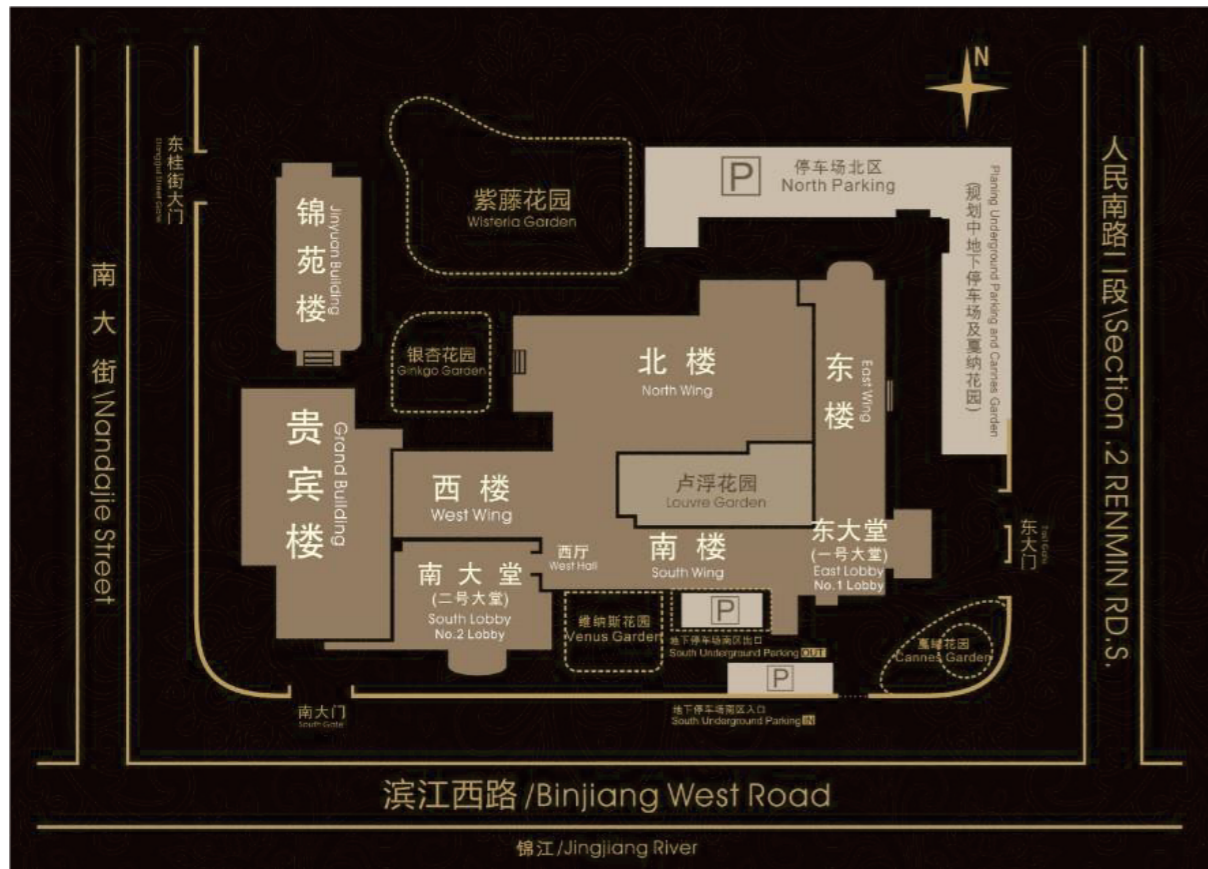 N
东桂街大门
Donggui Street Gate
锦苑楼
Jinyuan Building
紫藤花园
Wisteria Garden
P
停车场北区
North Parking
Planing Underground Parking and Cannes Garden
(规划中地下停车场及戛纳花园)
人民南路二段\Section .2 RENMIN RD.S.
南大街\Nandajie Street
银杏花园
Ginkgo Garden
北楼
North Wing
东楼
East Wing
贵宾楼
Grand Building
西楼
West Wing
卢浮花园
Louvre Garden
西厅
West Hall
南楼
South Wing
东大堂
(一号大堂)
East Lobby
No.1 Lobby
东大门
East Gate
南大堂
(二号大堂)
South Lobby
No.2 Lobby
维纳斯花园
Venus Garden
P
地下停车场南区出口
South Underground Parking OUT
戛纳花园
Cannes Garden
P
地下停车场南区入口
South Underground Parking IN
南大门
South Gate
滨江西路/Binjiang West Road
锦江/Jingjiang River